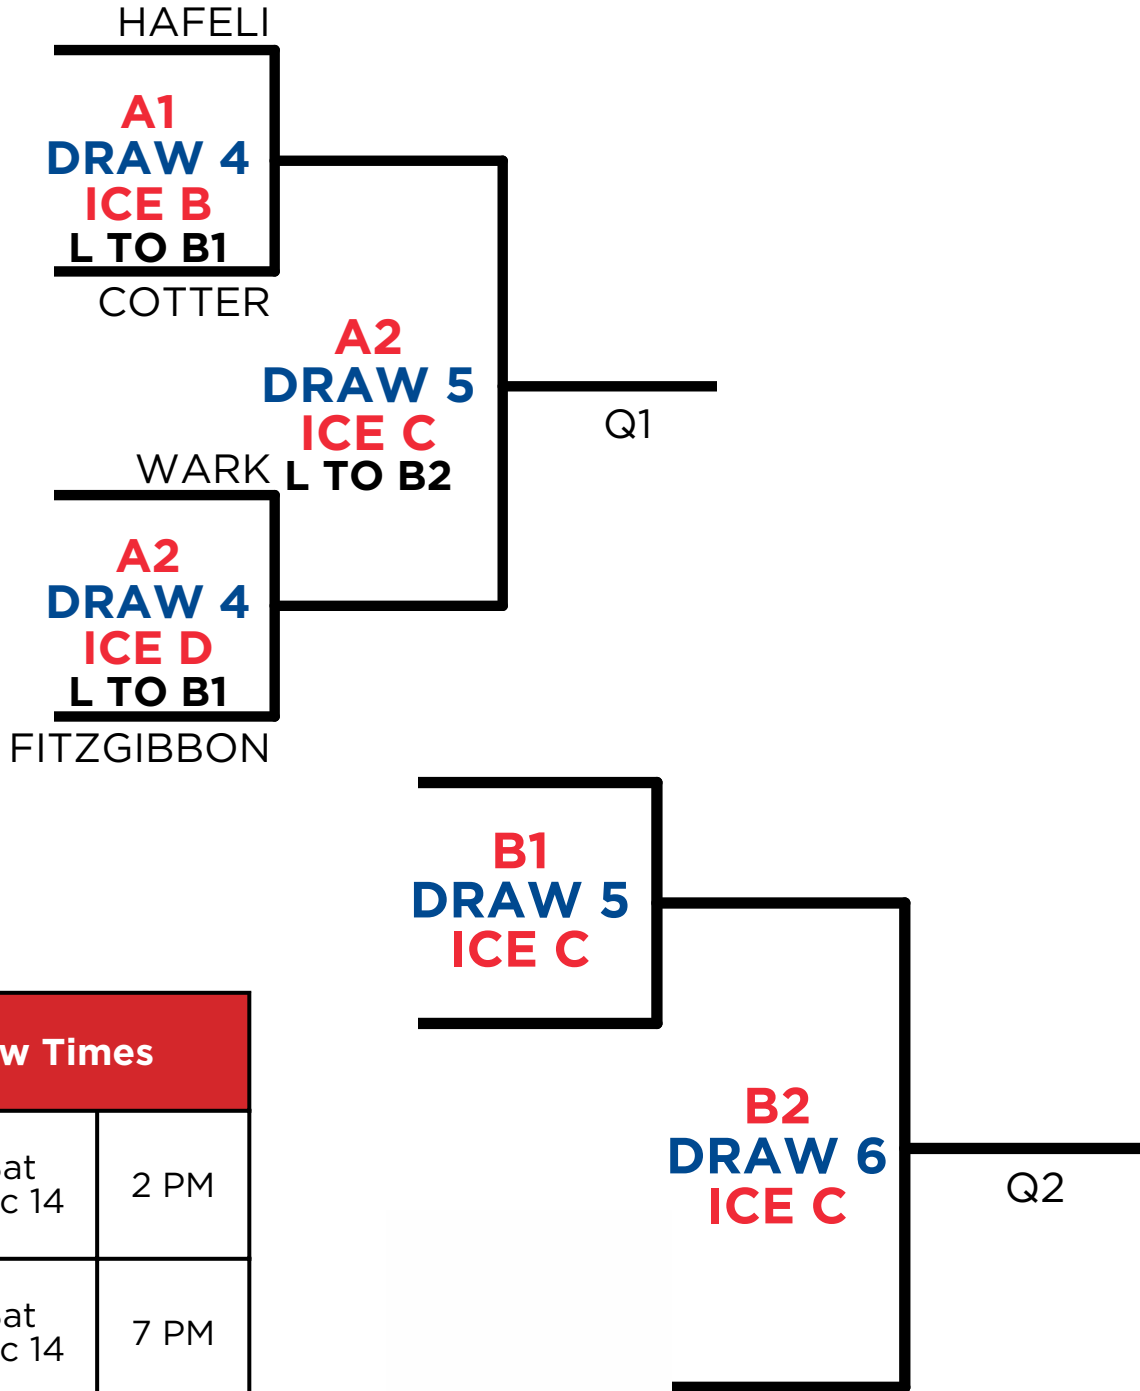 HAFELI
A1
DRAW 4
ICE B
L TO B1
COTTER
A2
DRAW 5
ICE C
L TO B2
Q1
WARK
A2
DRAW 4
ICE D
L TO B1
FITZGIBBON
B1
DRAW 5
ICE C
B2
DRAW 6
ICE C
Q2
w Times
at
c 14
2 PM
at
c 14
7 PM